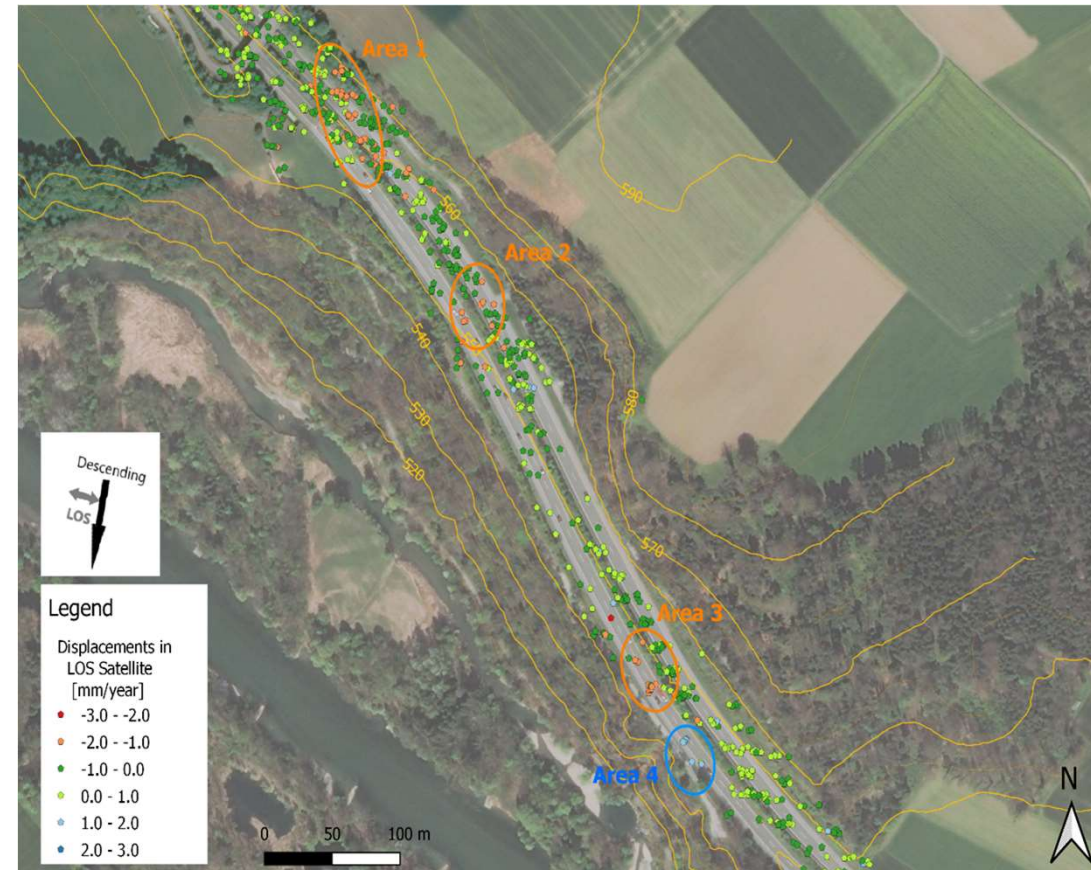 Area 1
590
560
Area 2
540
580
530
520
Descending
LOS
570
Area 3
Legend
Displacements in
LOS Satellite
[mm/year]
-3.0 - -2.0
-2.0 - -1.0
-1.0 - 0.0
0.0 - 1.0
1.0 - 2.0
2.0 - 3.0
Area 4
N
0 50 100 m